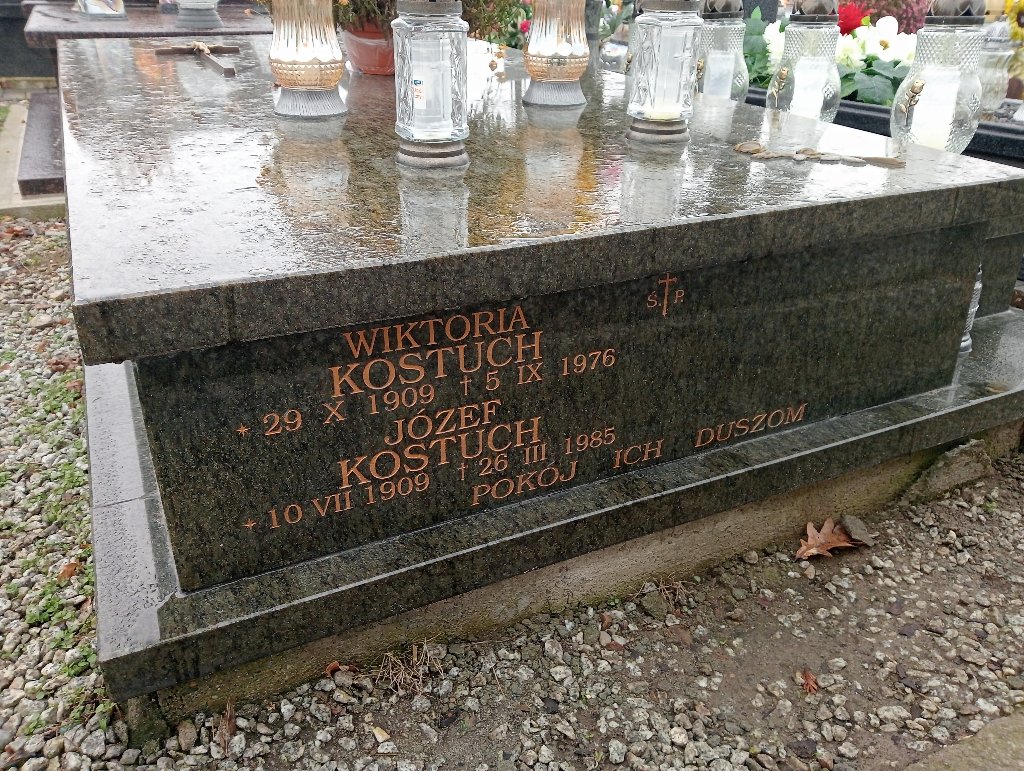 Ś. P.
WIKTORIA
KOSTUCH
* 29 X 1909 † 5 IX 1976
JÓZEF
KOSTUCH
* 10 VII 1909 † 26 III 1985
POKÓJ ICH DUSZOM